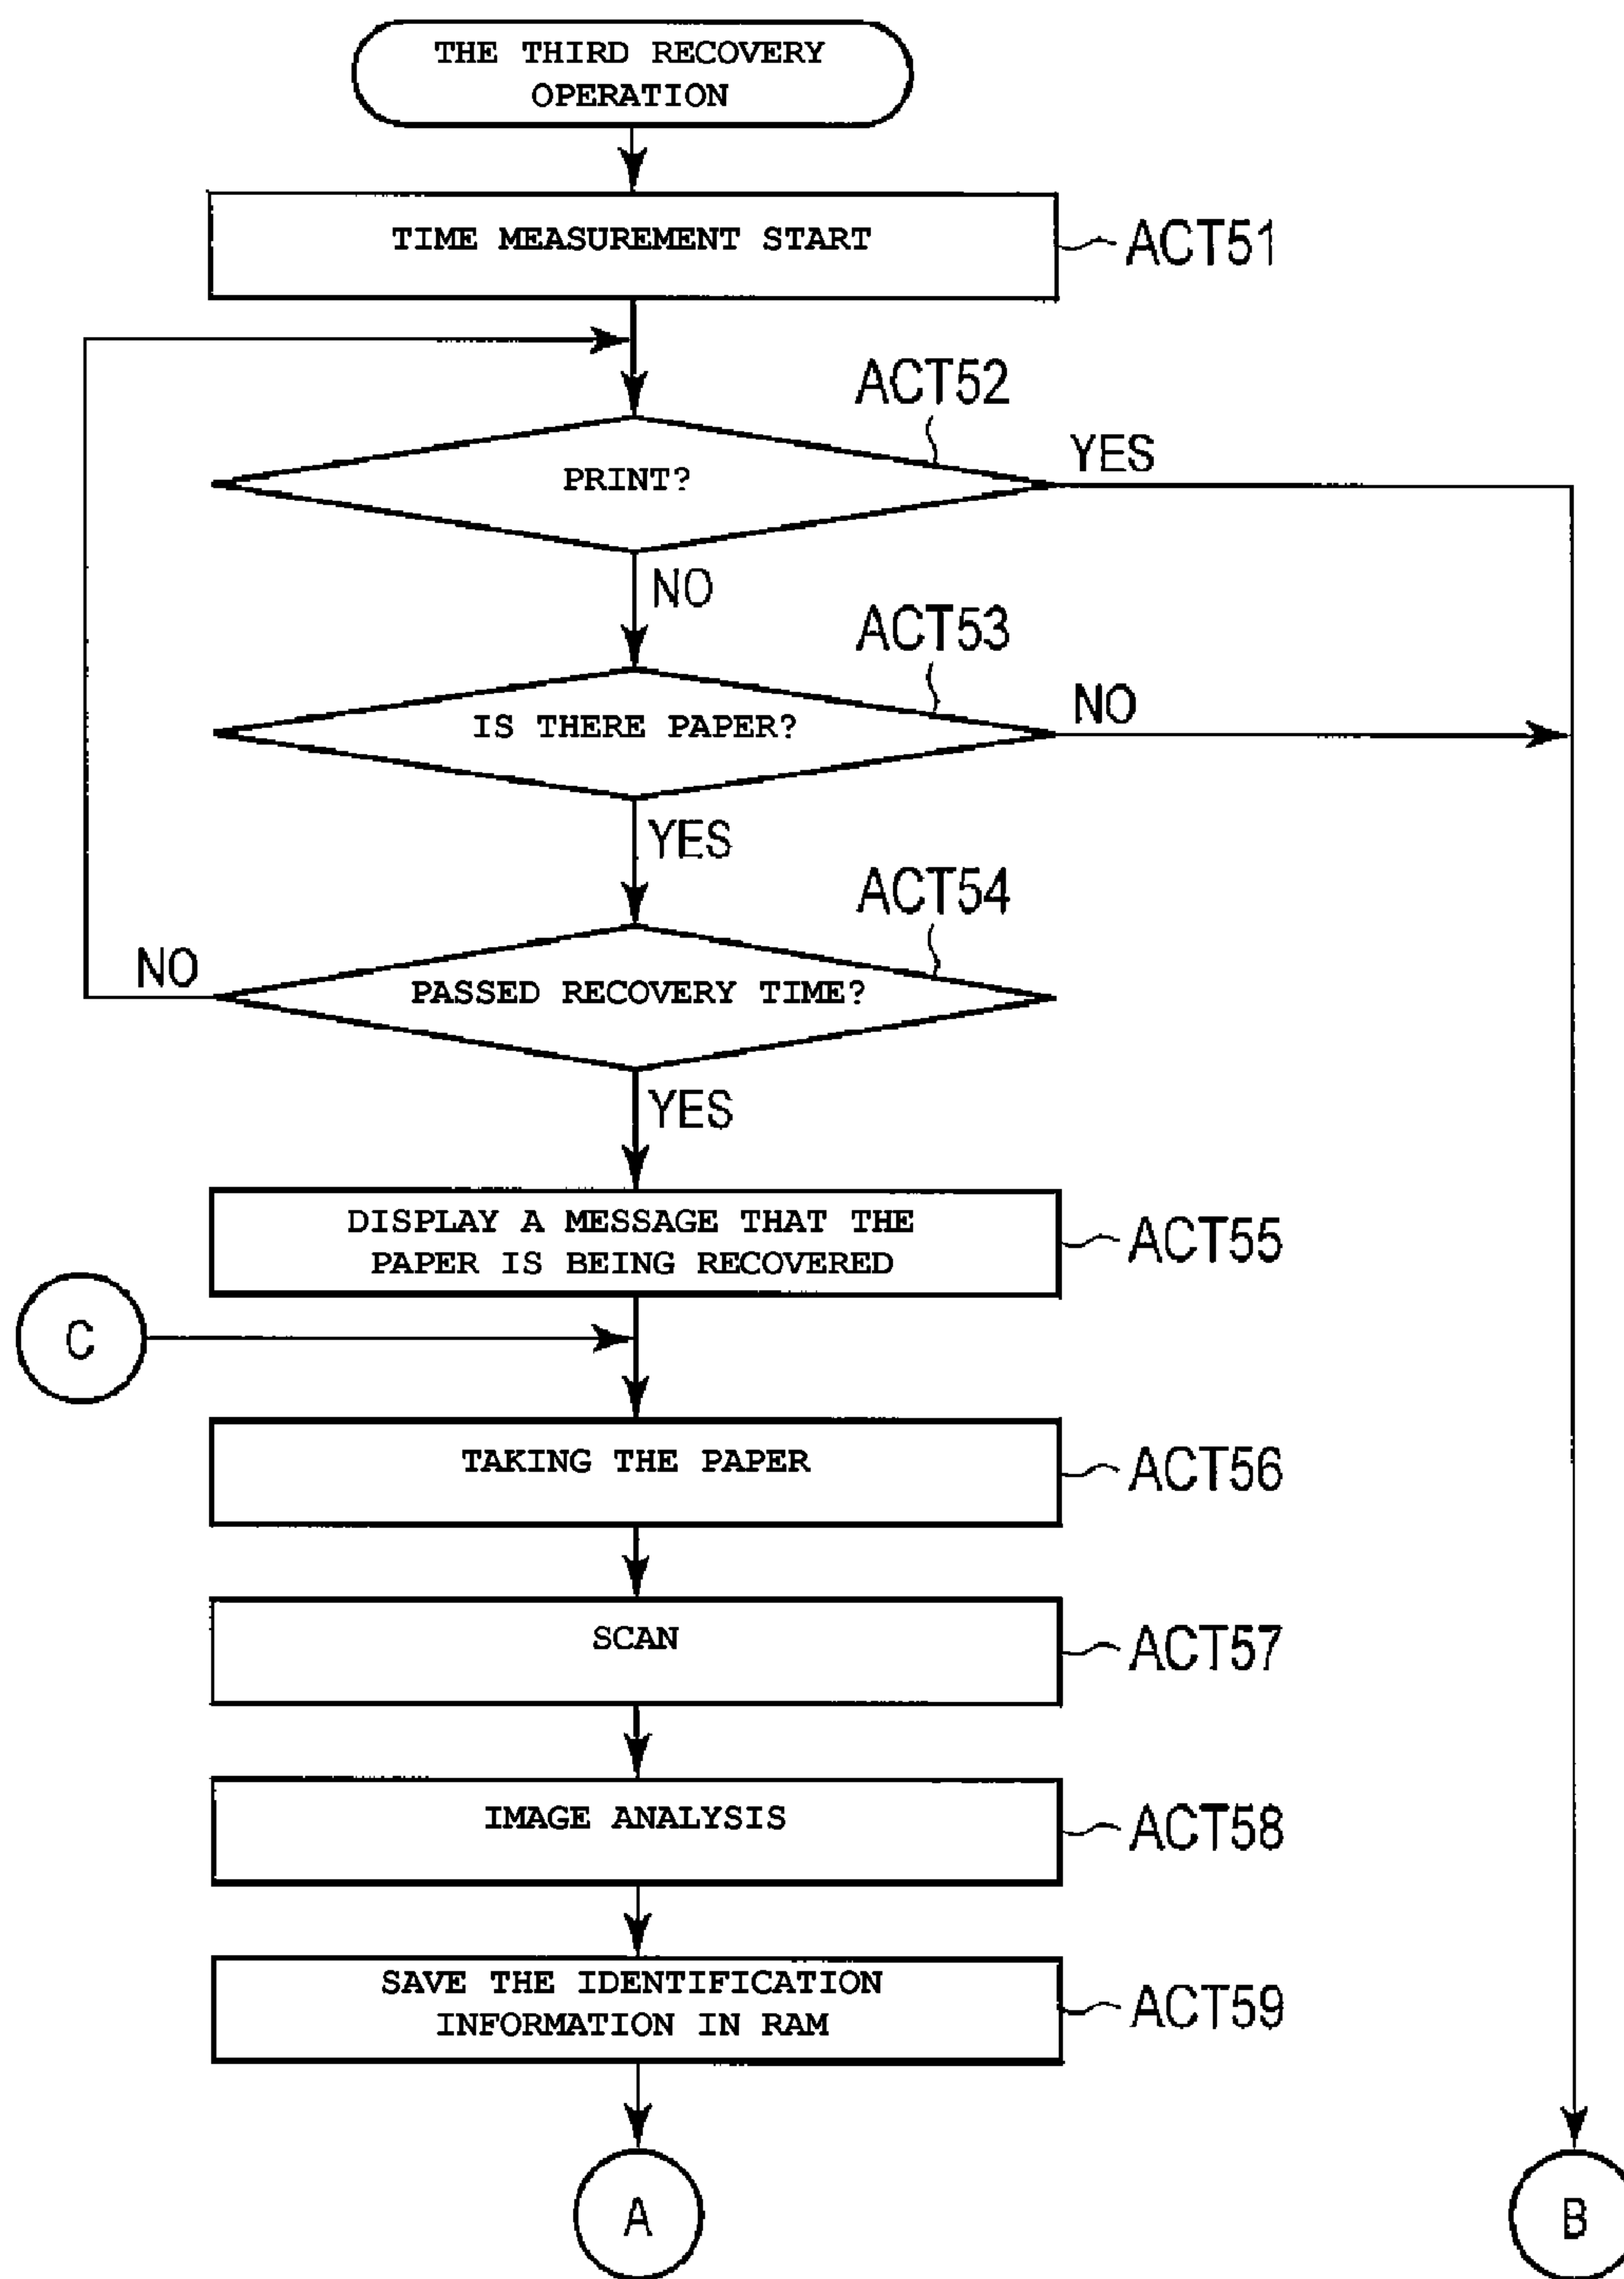 THE THIRD RECOVERY
OPERATION
TIME MEASUREMENT START
ACT51
ACT52
PRINT?
YES
NO
ACT53
IS THERE PAPER?
NO
YES
ACT54
PASSED RECOVERY TIME?
NO
YES
DISPLAY A MESSAGE THAT THE
PAPER IS BEING RECOVERED
ACT55
C
TAKING THE PAPER
ACT56
SCAN
ACT57
IMAGE ANALYSIS
ACT58
SAVE THE IDENTIFICATION
INFORMATION IN RAM
ACT59
A
B